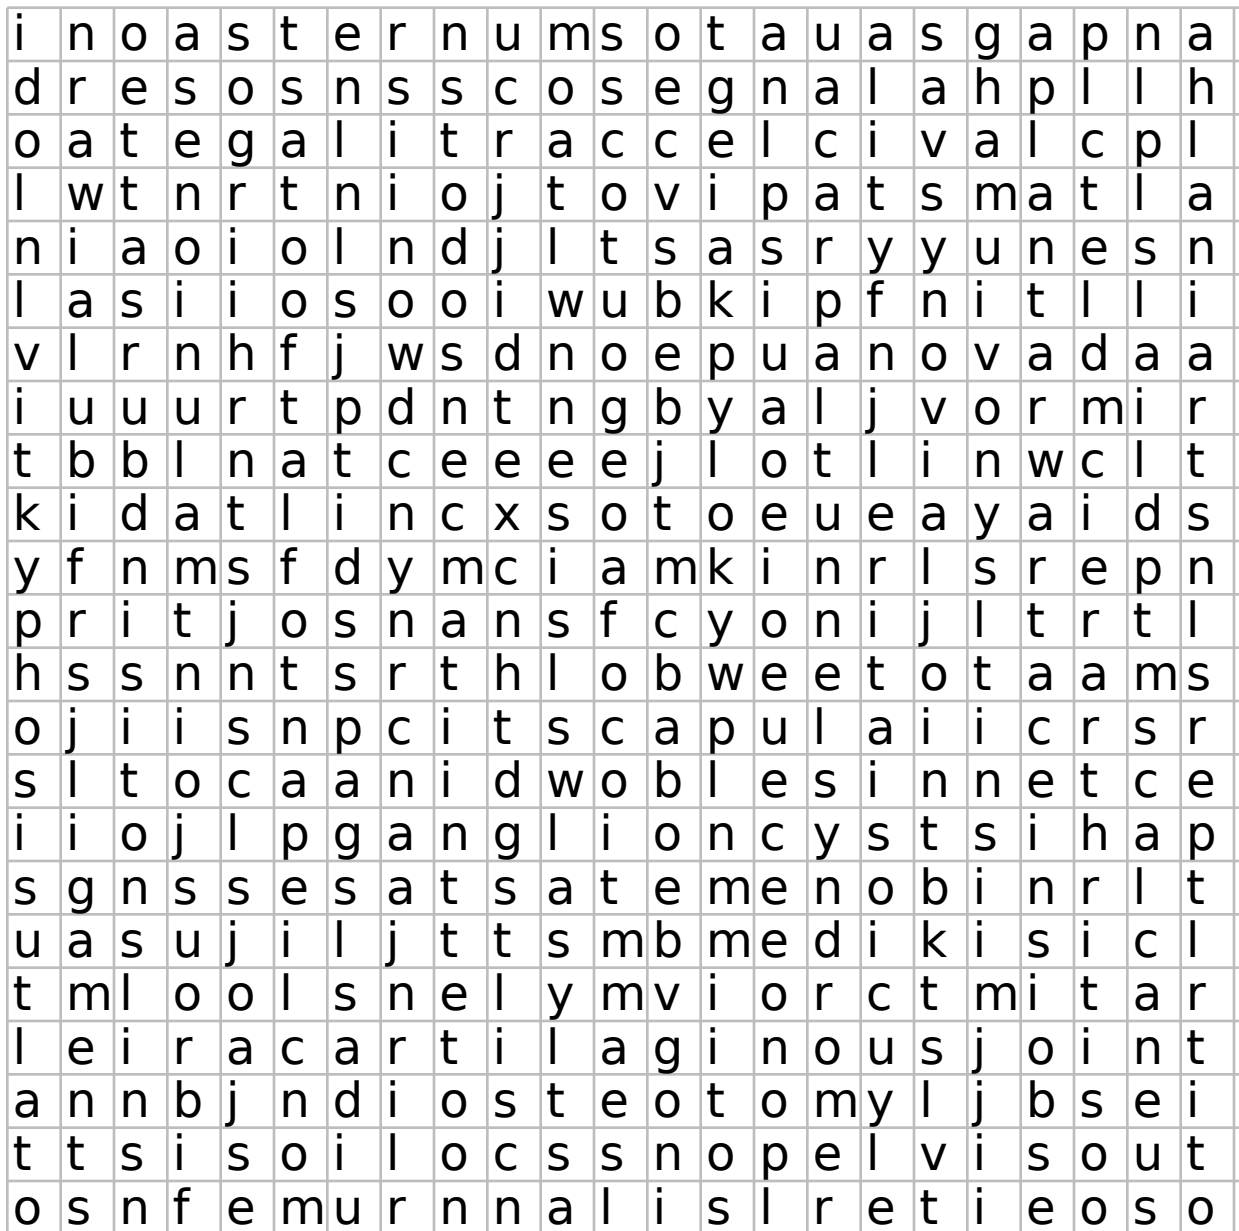 i n o a s t e r n u m s o t a u a s g a p n a
d r e s o s n s s c o s e g n a l a h p l l h
o a t e g a l i t r a c c e l c i v a l c p l
l w t n r t n i o j t o v i p a t s m a t l a
n i a o i o l n d j l t s a s r y y u n e s n
l a s i i o s o o i w u b k i p f n i t l l i
v l r n h f j w s d n o e p u a n o v a d a a
i u u u r t p d n t n g b y a l j v o r m i r
t b b l n a t c e e e e j l o t l i n w c l t
k i d a t l i n c x s o t o e u e a y a i d s
y f n m s f d y m c i a m k i n r l s r e p n
p r i t j o s n a n s f c y o n i j l t r t l
h s s n n t s r t h l o b w e e t o t a a m s
o j i i s n p c i t s c a p u l a i i c r s r
s l t o c a a n i d w o b l e s i n n e t c e
i i o j l p g a n g l i o n c y s t s i h a p
s g n s s e s a t s a t e m e n o b i n r l t
u a s u j i l j t t s m b m e d i k i s i c l
t m l o o l s n e l y m v i o r c t m i t a r
l e i r a c a r t i l a g i n o u s j o i n t
a n n b j n d i o s t e o t o m y l j b s e i
t t s i s o i l o c s s n o p e l v i s o u t
o s n f e m u r n n a l i s l r e t i e o s o